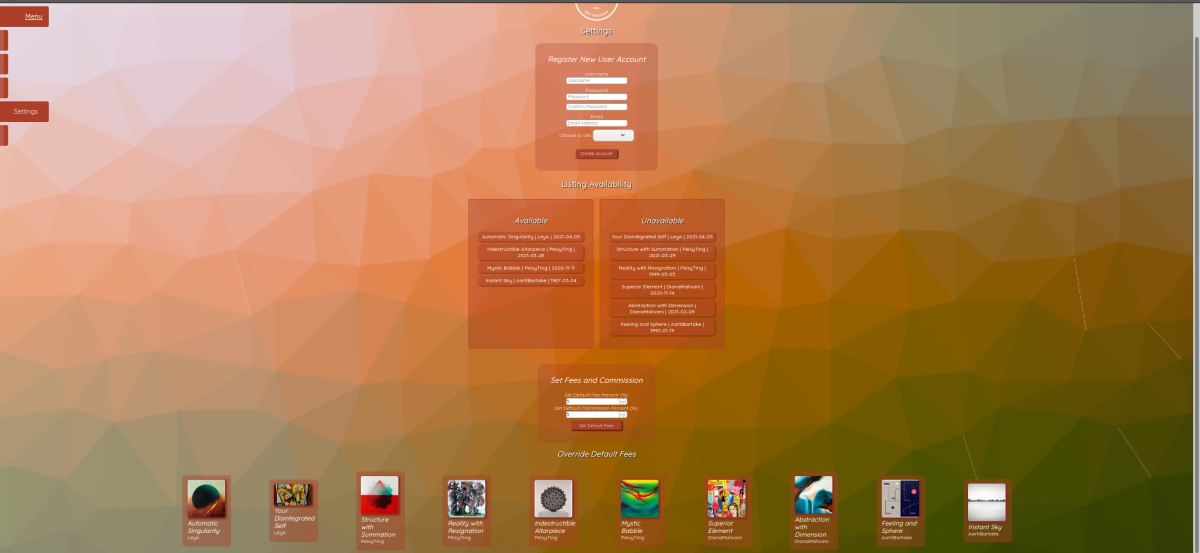 Menu
Settings
Settings
Register New User Account
Username
Username
Password
Password
Confirm Password
Email
Email Address
Choose a role:
Create Account
Listing Availability
Available
Automatic Singularity | LeyA | 2021-04-05
Indestructible Altarpiece | PeisyTing |
2021-03-28
Mystic Babble | PeisyTing | 2020-11-11
Instant Sky | AartiBartake | 1967-03-04
Unavailable
Your Disintegrated Self | LeyA | 2021-04-05
Structure with Summation | PeisyTing |
2021-03-29
Reality with Resignation | PeisyTing |
1999-05-05
Superior Element | DianaMalivani |
2020-11-14
Abstraction with Dimension |
DianaMalivani | 2021-02-09
Feeling and Sphere | AartiBartake |
1995-01-19
Set Fees and Commission
Set Default Fee Percent (%):
Set Default Commission Percent (%):
Set Default Fees
Override Default Fees
Automatic
Singularity
LeyA
Your
Disintegrated
Self
LeyA
Structure
with
Summation
PeisyTing
Reality with
Resignation
PeisyTing
Indestructible
Altarpiece
PeisyTing
Mystic
Babble
PeisyTing
Superior
Element
DianaMalivani
Abstraction
with
Dimension
DianaMalivani
Feeling and
Sphere
AartiBartake
Instant Sky
AartiBartake